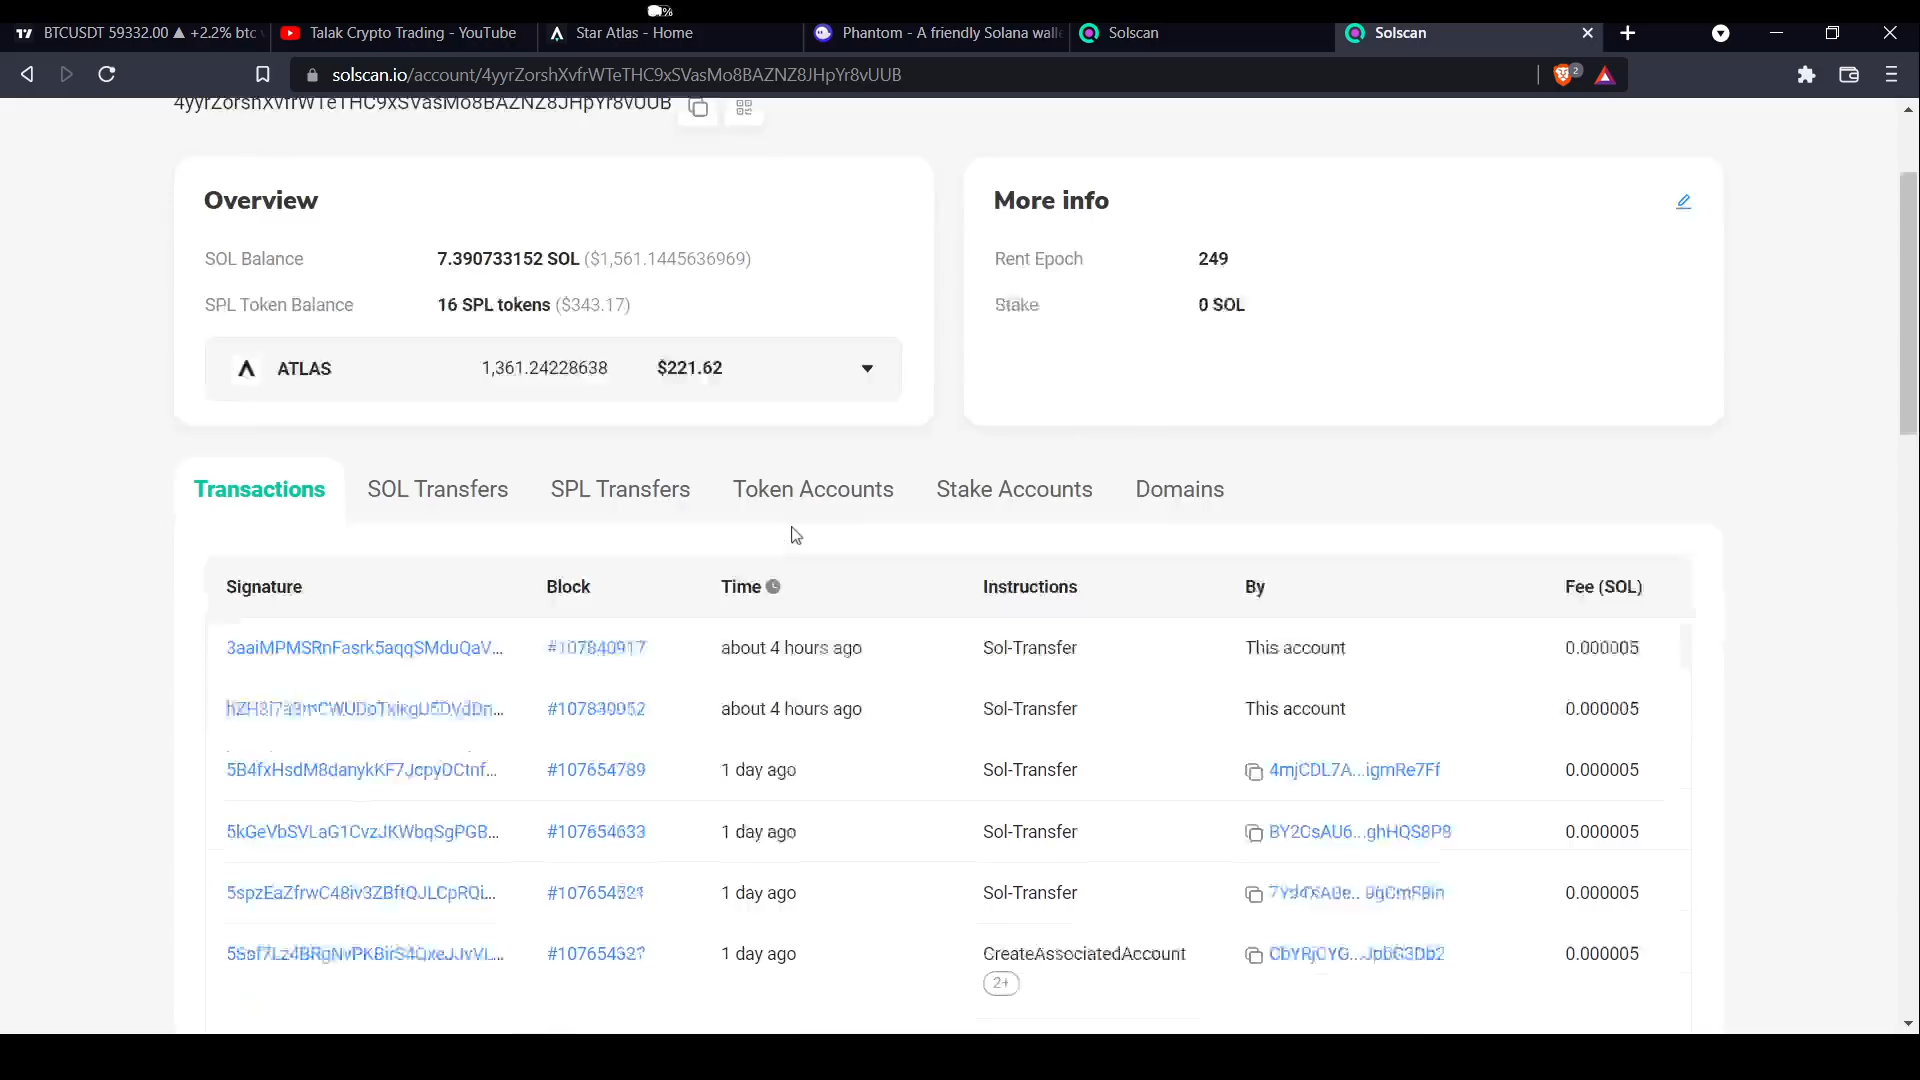 %
BTCUSDT 59332.00 ▲ +2.2% btc
Talak Crypto Trading - YouTube
Star Atlas - Home
Phantom - A friendly Solana wall
Solscan
Solscan
solscan.io/account/4yyrZorshXvfrWTeTHC9xSVasMo8BAZNZ8JHpYr8vUUB
2
4yyrZorshXvfrWTeTHC9xSVasMo8BAZNZ8JHpYr8vUUB
Overview
SOL Balance 7.390733152 SOL ($1,561.1445636969)
SPL Token Balance 16 SPL tokens ($343.17)
ATLAS 1,361.24228638 $221.62
More info
Rent Epoch 249
Stake 0 SOL
Transactions SOL Transfers SPL Transfers Token Accounts Stake Accounts Domains
Signature Block Time Instructions By Fee (SOL)
3aaiMPMSRnFasrk5aqqSMduQaV... #107840917 about 4 hours ago Sol-Transfer This account 0.000005
about 4 hours ago Sol-Transfer This account 0.000005
5B4fxHsdM8danykKF7JcpyDCtnf... #107654789 1 day ago Sol-Transfer 4mjCDL7A...igmRe7Ff 0.000005
5kGeVbSVLaG1CvzJKWbqSgPGB... #107654633 1 day ago Sol-Transfer BY2CsAU6...ghHQS8P8 0.000005
5spzEaZfrwC48iv3ZBftQJLCpRQi... 1 day ago Sol-Transfer 0.000005
1 day ago CreateAssociatedAccount 0.000005
2+